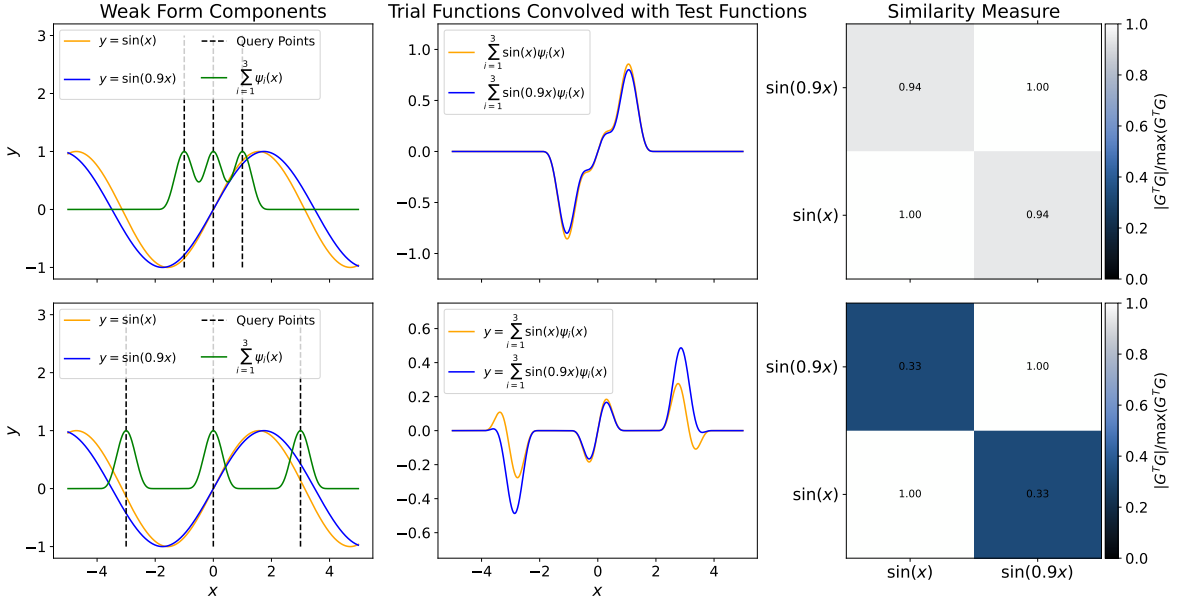 Weak Form Components
Trial Functions Convolved with Test Functions
Similarity Measure
y = sin(x)
y = sin(0.9x)
Query Points
∑_{i=1}^{3} ψ_i(x)
3
2
1
0
−1
y
∑_{i=1}^{3} sin(x)ψ_i(x)
∑_{i=1}^{3} sin(0.9x)ψ_i(x)
1.0
0.5
0.0
−0.5
−1.0
sin(0.9x)
sin(x)
0.94
1.00
1.00
0.94
1.0
0.8
0.6
0.4
0.2
0.0
|G^T G|/max(G^T G)
y = sin(x)
y = sin(0.9x)
Query Points
∑_{i=1}^{3} ψ_i(x)
3
2
1
0
−1
y
−4 −2 0 2 4
x
y = ∑_{i=1}^{3} sin(x)ψ_i(x)
y = ∑_{i=1}^{3} sin(0.9x)ψ_i(x)
0.6
0.4
0.2
0.0
−0.2
−0.4
−0.6
−4 −2 0 2 4
x
sin(0.9x)
sin(x)
0.33
1.00
1.00
0.33
sin(x) sin(0.9x)
1.0
0.8
0.6
0.4
0.2
0.0
|G^T G|/max(G^T G)